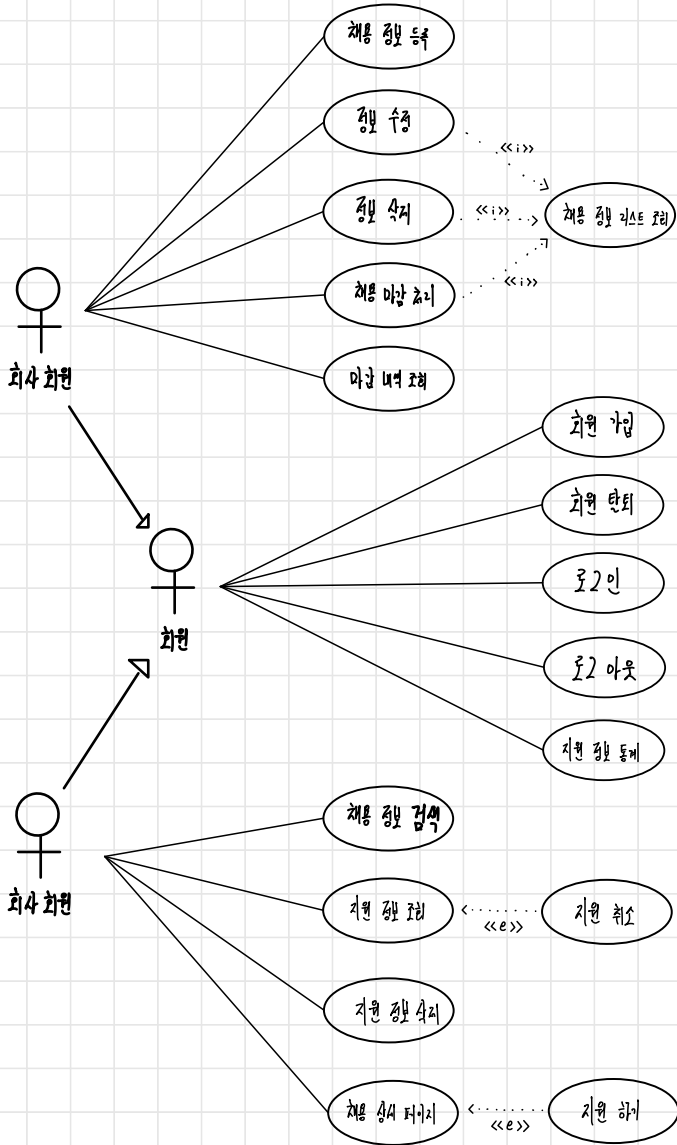 채용 정보 등록
정보 수정
<<i>>
정보 삭제
<<i>>
채용 정보 리스트 조회
채용 마감 처리
<<i>>
회사 회원
마감 내역 조회
회원 가입
회원 탈퇴
로그인
회원
로그 아웃
지원 정보 통계
채용 정보 검색
회사 회원
지원 정보 조회
<<e>>
지원 취소
지원 정보 삭제
채용 상세 페이지
<<e>>
지원 하기